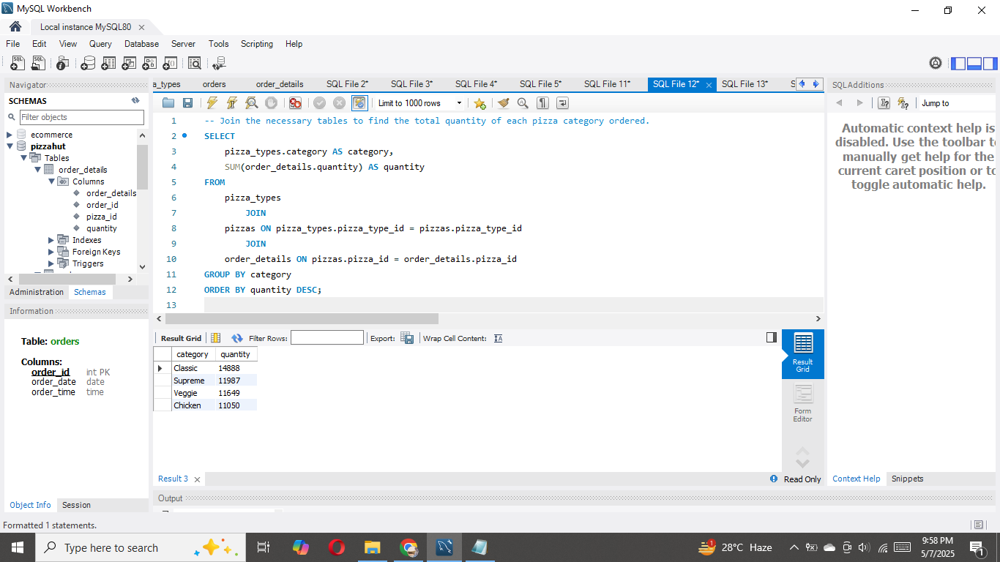 MySQL Workbench
Local instance MySQL80
File Edit View Query Database Server Tools Scripting Help
Navigator
SCHEMAS
Filter objects
ecommerce
pizzahut
Tables
order_details
Columns
order_details
order_id
pizza_id
quantity
Indexes
Foreign Keys
Triggers
Administration Schemas
Information
Table: orders
Columns:
order_id int PK
order_date date
order_time time
Object Info Session
a_types orders order_details SQL File 2* SQL File 3* SQL File 4* SQL File 5* SQL File 11* SQL File 12* SQL File 13* S
Limit to 1000 rows
1 -- Join the necessary tables to find the total quantity of each pizza category ordered.
2 SELECT
3 pizza_types.category AS category,
4 SUM(order_details.quantity) AS quantity
5 FROM
6 pizza_types
7 JOIN
8 pizzas ON pizza_types.pizza_type_id = pizzas.pizza_type_id
9 JOIN
10 order_details ON pizzas.pizza_id = order_details.pizza_id
11 GROUP BY category
12 ORDER BY quantity DESC;
13
Result Grid Filter Rows: Export: Wrap Cell Content:
category quantity
Classic 14888
Supreme 11987
Veggie 11649
Chicken 11050
Result
Grid
Form
Editor
Result 3
Read Only
Output
SQLAdditions
Jump to
Automatic context help is
disabled. Use the toolbar to
manually get help for the
current caret position or to
toggle automatic help.
Context Help Snippets
Formatted 1 statements.
Type here to search
1
28°C Haze
9:58 PM
5/7/2025
1